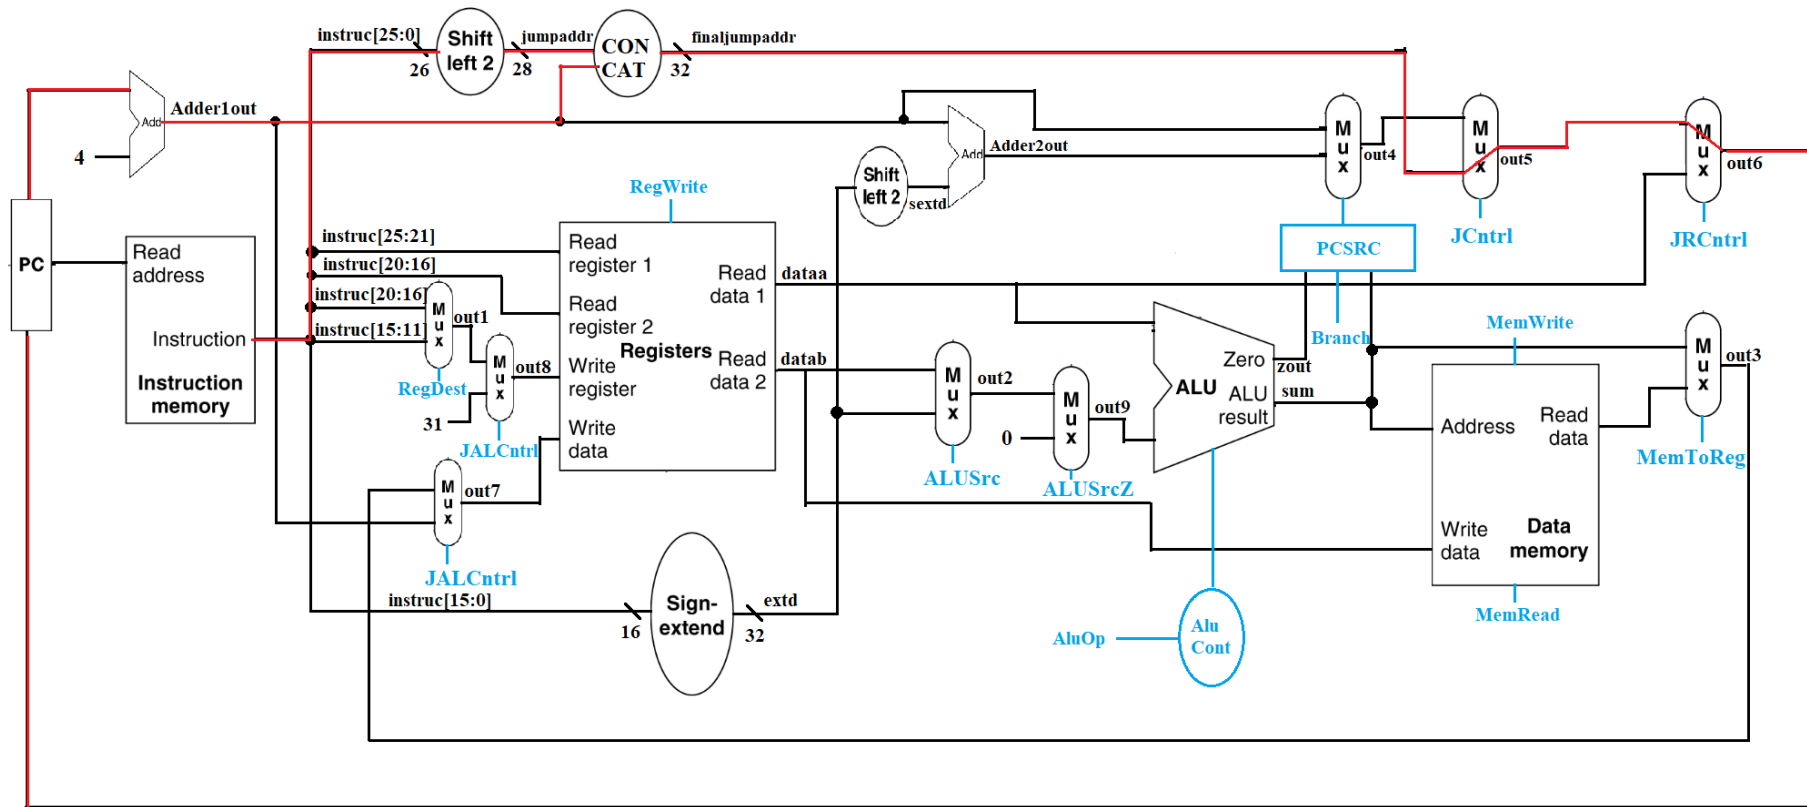 instruc[25:0]
26
Shift
left 2
jumpaddr
28
CON
CAT
32
finaljumpaddr
Adder1out
Add
4
PC
Read
address
Instruction
Instruction
memory
instruc[25:21]
instruc[20:16]
instruc[20:16]
instruc[15:11]
M
u
x
out1
RegDest
M
u
x
out8
31
JALCntrl
M
u
x
out7
JALCntrl
RegWrite
Read
register 1
Read
register 2
Write
register
Write
data
Registers
Read
data 1
Read
data 2
dataa
datab
instruc[15:0]
16
Sign-
extend
32
extd
Shift
left 2
sextd
Add
Adder2out
M
u
x
out2
ALUSrc
0
M
u
x
out9
ALUSrcZ
ALU
Zero
ALU
result
zout
sum
AluOp
Alu
Cont
M
u
x
out4
PCSRC
Branch
M
u
x
out5
JCntrl
M
u
x
out6
JRCntrl
MemWrite
Address
Read
data
Write
data
Data
memory
MemRead
M
u
x
out3
MemToReg